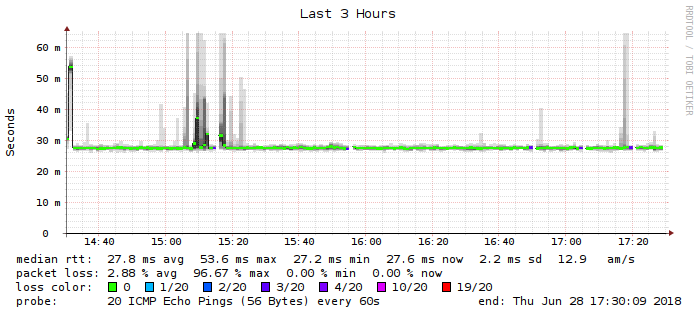 Last 3 Hours
RRDTOOL / TOBI OETIKER
Seconds
60 m
50 m
40 m
30 m
20 m
10 m
0
14:40 15:00 15:20 15:40 16:00 16:20 16:40 17:00 17:20
median rtt: 27.8 ms avg 53.6 ms max 27.2 ms min 27.6 ms now 2.2 ms sd 12.9 am/s
packet loss: 2.88 % avg 96.67 % max 0.00 % min 0.00 % now
loss color: 0 1/20 2/20 3/20 4/20 10/20 19/20
probe: 20 ICMP Echo Pings (56 Bytes) every 60s end: Thu Jun 28 17:30:09 2018